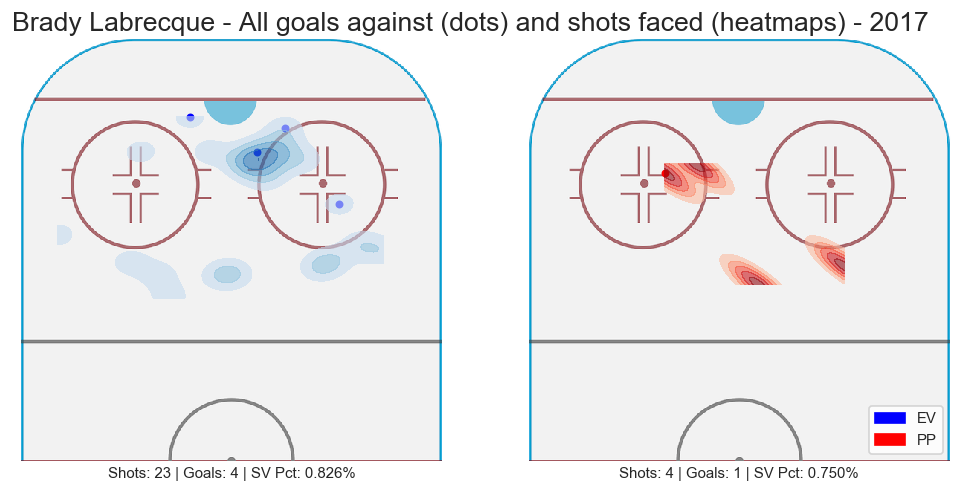 Brady Labrecque - All goals against (dots) and shots faced (heatmaps) - 2017
EV
PP
Shots: 23 | Goals: 4 | SV Pct: 0.826%
Shots: 4 | Goals: 1 | SV Pct: 0.750%